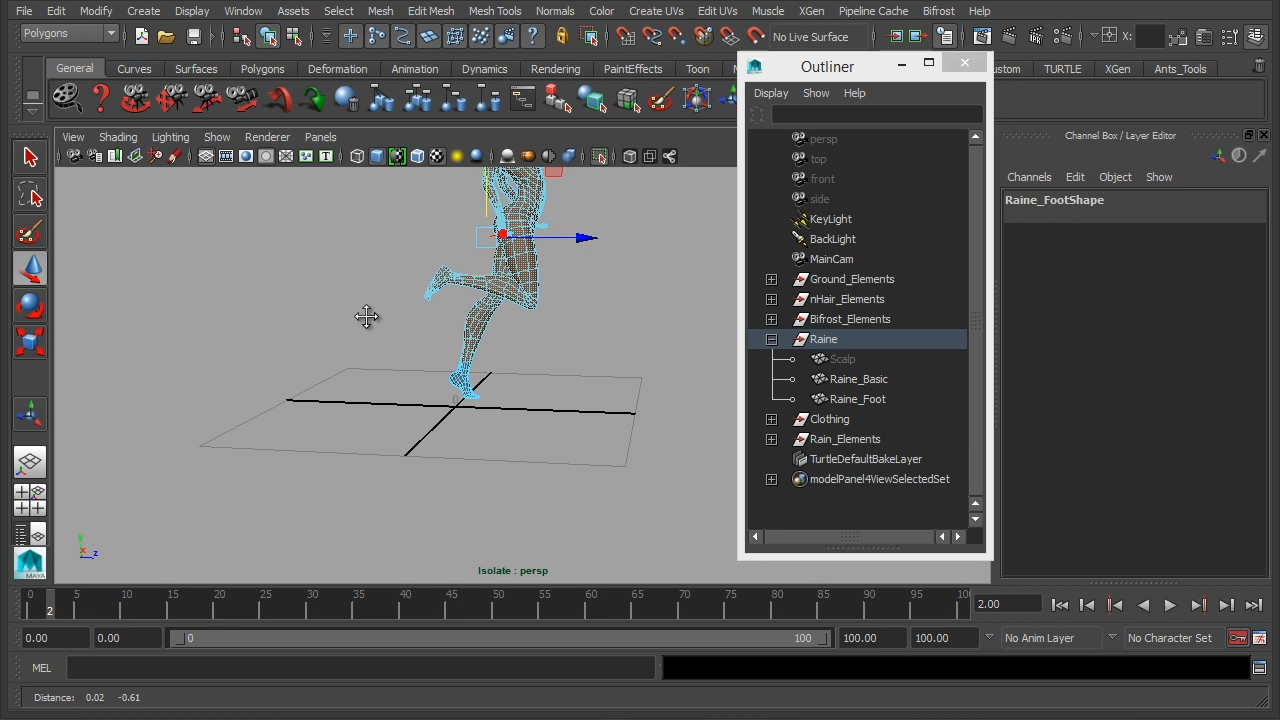 File Edit Modify Create Display Window Assets Select Mesh Edit Mesh Mesh Tools Normals Color Create UVs Edit UVs Muscle XGen Pipeline Cache Bifrost Help
Polygons No Live Surface X:
General Curves Surfaces Polygons Deformation Animation Dynamics Rendering PaintEffects Toon ustom TURTLE XGen Ants_Tools
Outliner
Display Show Help
persp
top
front
side
KeyLight
BackLight
MainCam
Ground_Elements
nHair_Elements
Bifrost_Elements
Raine
Scalp
Raine_Basic
Raine_Foot
Clothing
Rain_Elements
TurtleDefaultBakeLayer
modelPanel4ViewSelectedSet
Channel Box / Layer Editor
Channels Edit Object Show
Raine_FootShape
View Shading Lighting Show Renderer Panels
0
y
x z
Isolate : persp
MAYA
0 5 10 15 20 25 30 35 40 45 50 55 60 65 70 75 80 85 90 95 10
2
2.00
0.00 0.00 0 100 100.00 100.00 No Anim Layer No Character Set
MEL
Distance: 0.02 -0.61